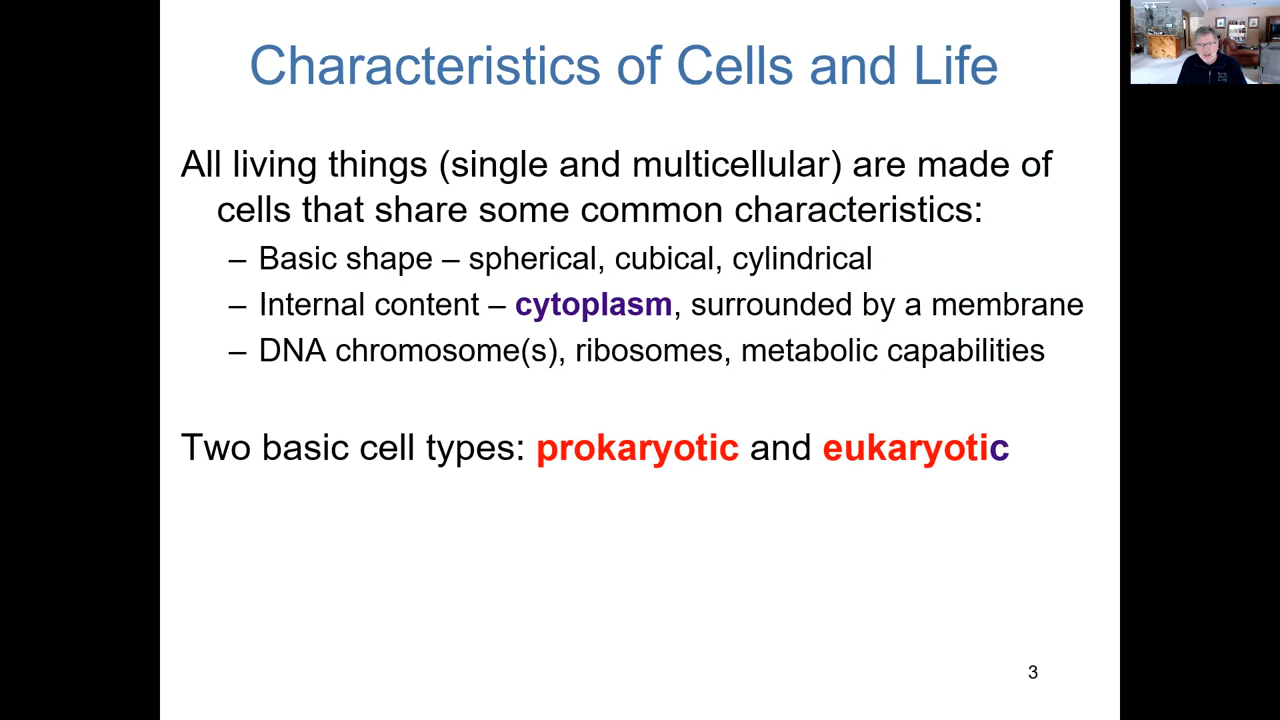 Characteristics of Cells and Life
All living things (single and multicellular) are made of
cells that share some common characteristics:
– Basic shape – spherical, cubical, cylindrical
– Internal content – cytoplasm, surrounded by a membrane
– DNA chromosome(s), ribosomes, metabolic capabilities
Two basic cell types: prokaryotic and eukaryotic
3